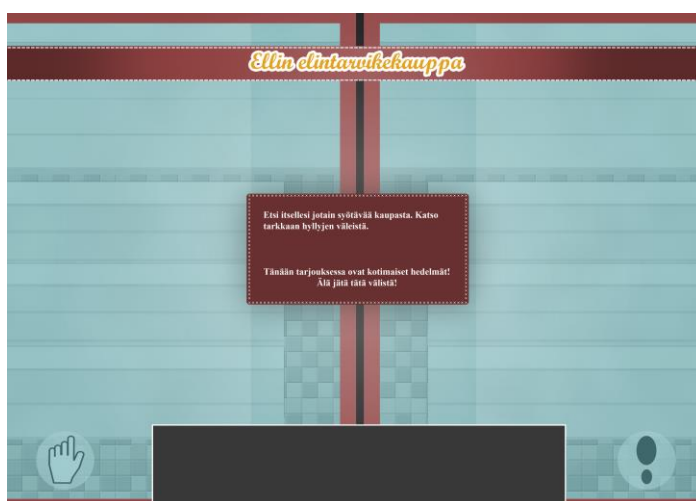 Ellin elintarvikekauppa
Etsi itsellesi jotain syötävää kaupasta. Katso
tarkkaan hyllyjen väleistä.
Tänään tarjouksessa ovat kotimaiset hedelmät!
Älä jätä tätä välistä!